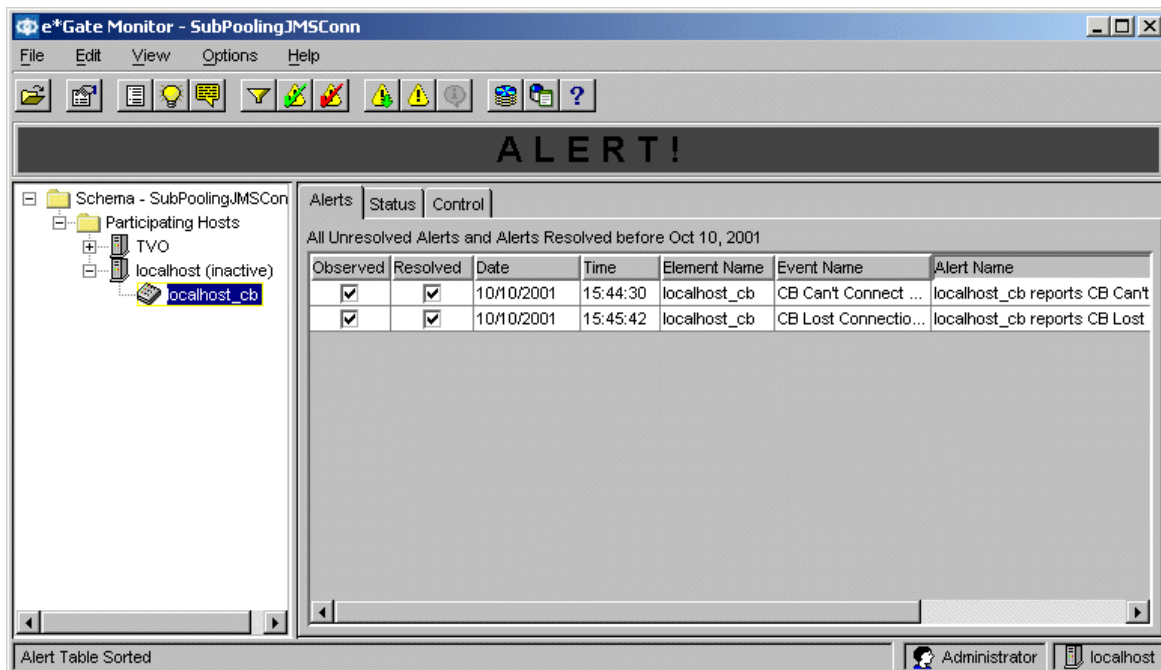 e*Gate Monitor - SubPoolingJMSConn
File Edit View Options Help
ALERT!
Schema - SubPoolingJMSCon
Participating Hosts
TVO
localhost (inactive)
localhost_cb
Alerts Status Control
All Unresolved Alerts and Alerts Resolved before Oct 10, 2001
Observed Resolved Date Time Element Name Event Name Alert Name
10/10/2001 15:44:30 localhost_cb CB Can't Connect ... localhost_cb reports CB Can't
10/10/2001 15:45:42 localhost_cb CB Lost Connectio... localhost_cb reports CB Lost
Alert Table Sorted Administrator localhost